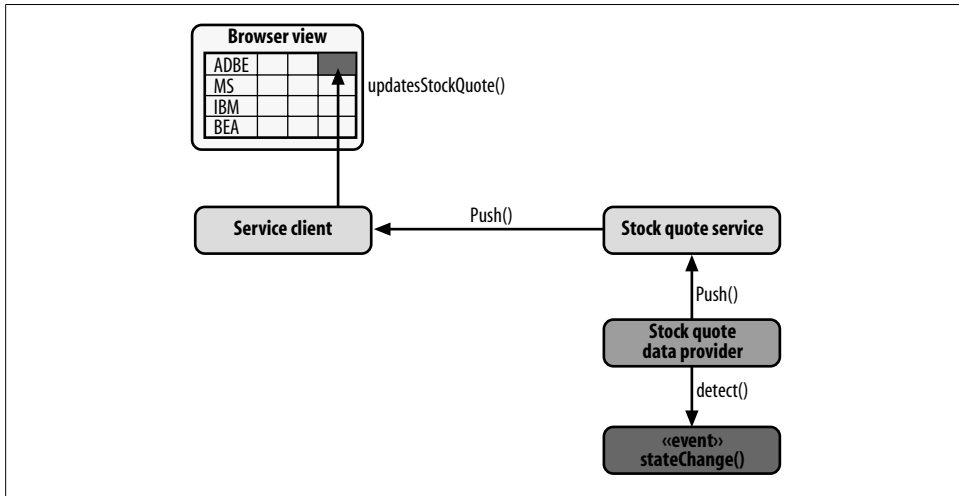 Browser view
ADBE
MS
IBM
BEA
updatesStockQuote()
Service client
Push()
Stock quote service
Push()
Stock quote
data provider
detect()
‹‹event››
stateChange()